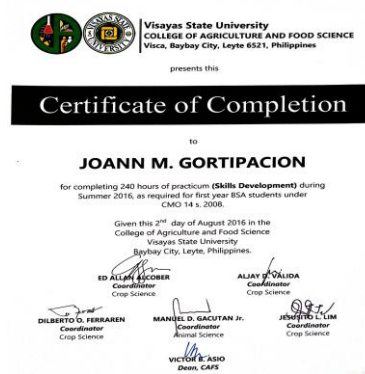 Visayas State University
COLLEGE OF AGRICULTURE AND FOOD SCIENCE
Visca, Baybay City, Leyte 6521, Philippines
presents this
Certificate of Completion
to
JOANN M. GORTIPACION
for completing 240 hours of practicum (Skills Development) during
Summer 2016, as required for first year BSA students under
CMO 14 s. 2008.
Given this 2nd day of August 2016 in the
College of Agriculture and Food Science
Visayas State University
Baybay City, Leyte, Philippines.
ED ALLAN ALCOBER
Coordinator
Crop Science
ALJAY D. VALIDA
Coordinator
Crop Science
DILBERTO O. FERRAREN
Coordinator
Crop Science
MANUEL D. GACUTAN Jr.
Coordinator
Animal Science
JESUSITO L. LIM
Coordinator
Crop Science
VICTOR B. ASIO
Dean, CAFS